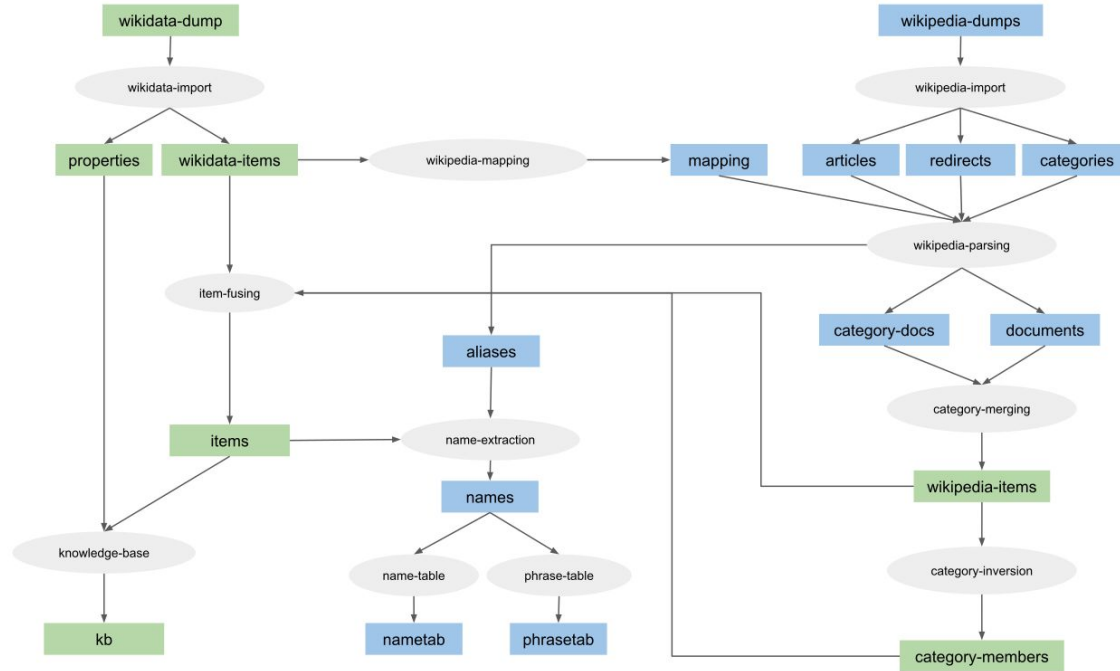 wikidata-dump
wikipedia-dumps
wikidata-import
wikipedia-import
properties
wikidata-items
wikipedia-mapping
mapping
articles
redirects
categories
wikipedia-parsing
item-fusing
category-docs
documents
aliases
category-merging
items
name-extraction
wikipedia-items
names
knowledge-base
name-table
phrase-table
category-inversion
kb
nametab
phrasetab
category-members